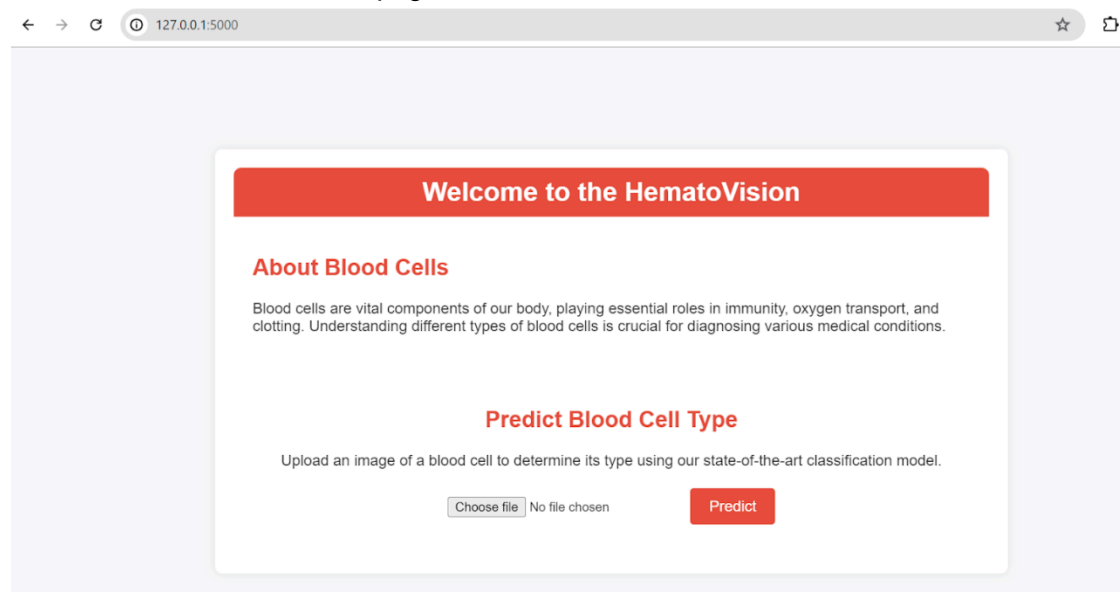 127.0.0.1:5000
Welcome to the HematoVision
About Blood Cells
Blood cells are vital components of our body, playing essential roles in immunity, oxygen transport, and
clotting. Understanding different types of blood cells is crucial for diagnosing various medical conditions.
Predict Blood Cell Type
Upload an image of a blood cell to determine its type using our state-of-the-art classification model.
Choose file No file chosen Predict